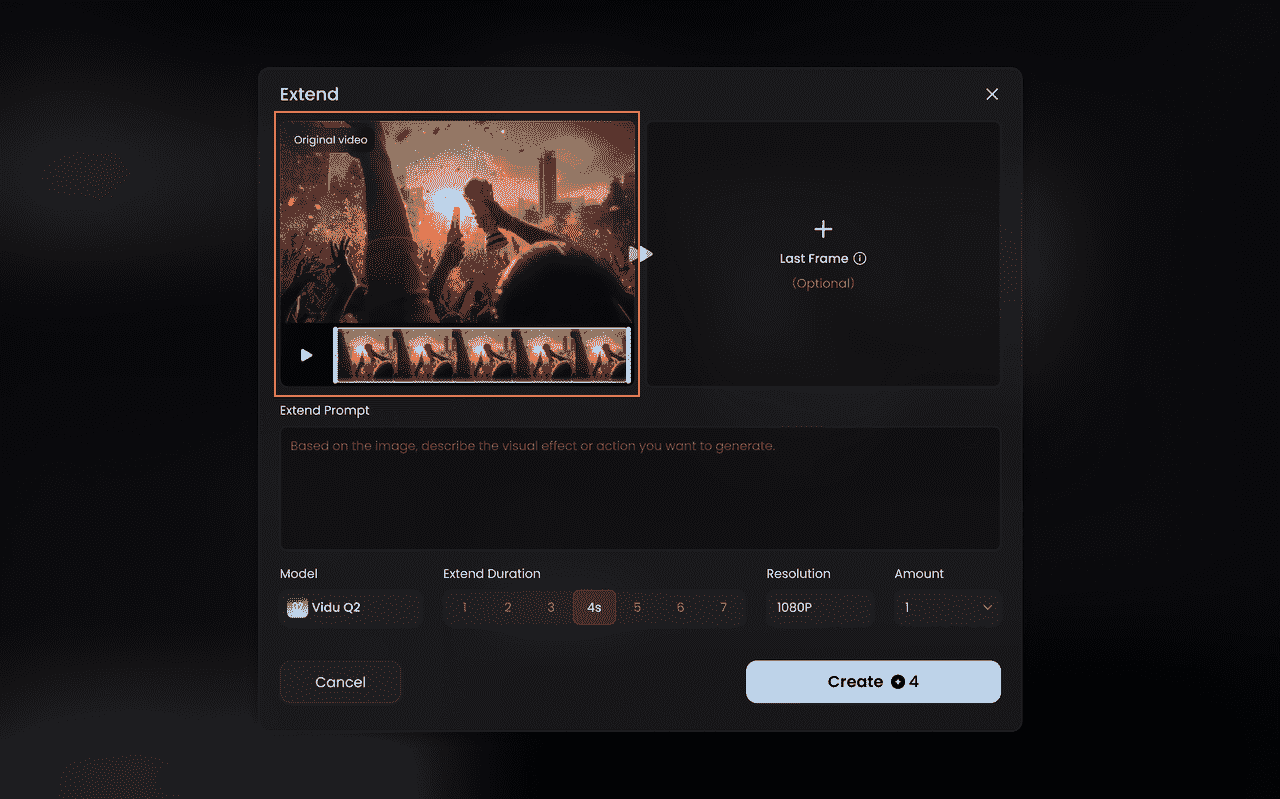 Extend
Original video
Last Frame
(Optional)
Extend Prompt
Based on the image, describe the visual effect or action you want to generate.
Model
Extend Duration
Resolution
Amount
Vidu Q2
1 2 3 4s 5 6 7
1080P
1
Cancel
Create 4